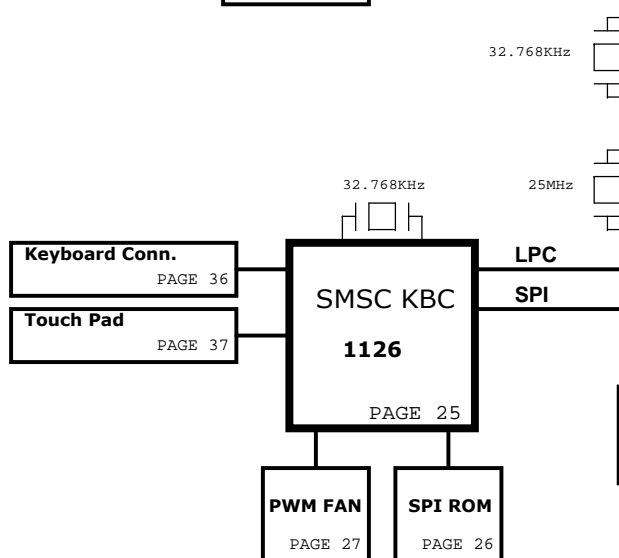 32.768KHz
32.768KHz
25MHz
Keyboard Conn.
PAGE 36
Touch Pad
PAGE 37
SMSC KBC
1126
PAGE 25
LPC
SPI
PWM FAN
PAGE 27
SPI ROM
PAGE 26